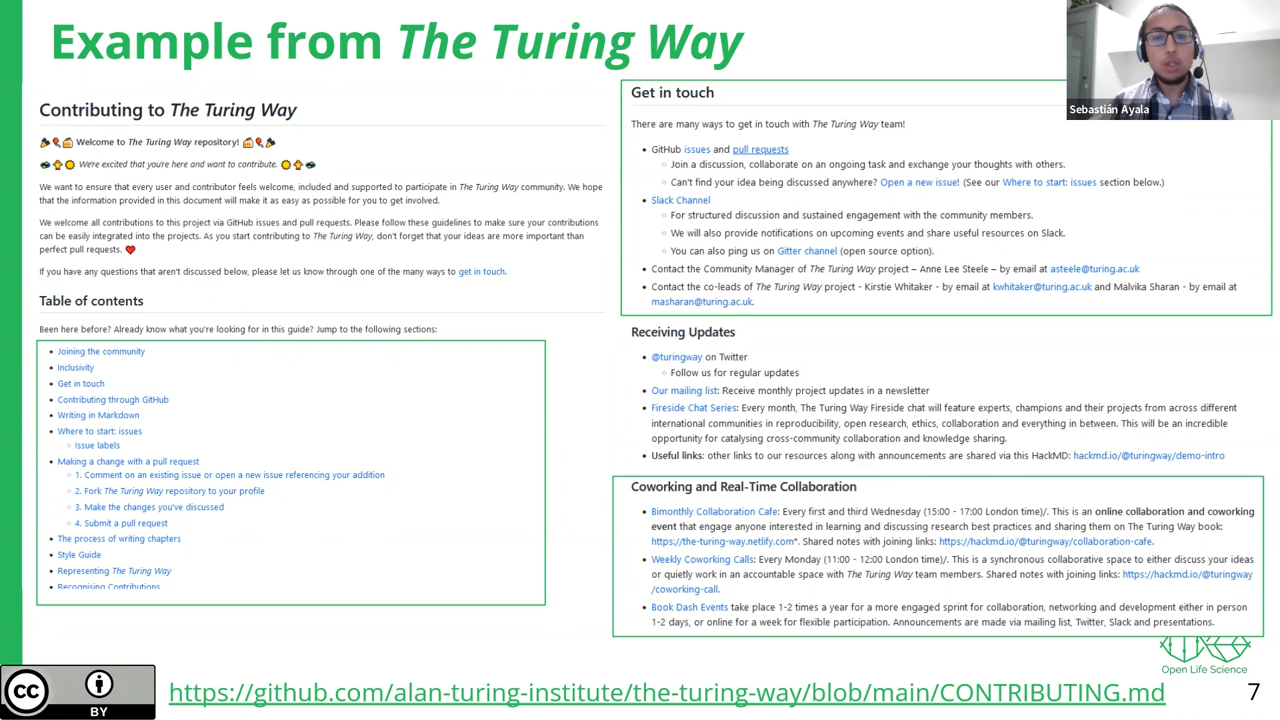 Example from The Turing Way
Sebastián Ayala
Contributing to The Turing Way
Welcome to The Turing Way repository!
We're excited that you're here and want to contribute.
We want to ensure that every user and contributor feels welcome, included and supported to participate in The Turing Way community. We hope
that the information provided in this document will make it as easy as possible for you to get involved.
We welcome all contributions to this project via GitHub issues and pull requests. Please follow these guidelines to make sure your contributions
can be easily integrated into the projects. As you start contributing to The Turing Way, don't forget that your ideas are more important than
perfect pull requests. ❤️
If you have any questions that aren't discussed below, please let us know through one of the many ways to get in touch.
Table of contents
Been here before? Already know what you're looking for in this guide? Jump to the following sections:
• Joining the community
• Inclusivity
• Get in touch
• Contributing through GitHub
• Writing in Markdown
• Where to start: issues
○ Issue labels
• Making a change with a pull request
○ 1. Comment on an existing issue or open a new issue referencing your addition
○ 2. Fork The Turing Way repository to your profile
○ 3. Make the changes you've discussed
○ 4. Submit a pull request
• The process of writing chapters
• Style Guide
• Representing The Turing Way
• Recognising Contributions
Get in touch
There are many ways to get in touch with The Turing Way team!
• GitHub issues and pull requests
○ Join a discussion, collaborate on an ongoing task and exchange your thoughts with others.
○ Can't find your idea being discussed anywhere? Open a new issue! (See our Where to start: issues section below.)
• Slack Channel
○ For structured discussion and sustained engagement with the community members.
○ We will also provide notifications on upcoming events and share useful resources on Slack.
○ You can also ping us on Gitter channel (open source option).
• Contact the Community Manager of The Turing Way project – Anne Lee Steele – by email at asteele@turing.ac.uk
• Contact the co-leads of The Turing Way project - Kirstie Whitaker - by email at kwhitaker@turing.ac.uk and Malvika Sharan - by email at
masharan@turing.ac.uk.
Receiving Updates
• @turingway on Twitter
○ Follow us for regular updates
• Our mailing list: Receive monthly project updates in a newsletter
• Fireside Chat Series: Every month, The Turing Way Fireside chat will feature experts, champions and their projects from across different
international communities in reproducibility, open research, ethics, collaboration and everything in between. This will be an incredible
opportunity for catalysing cross-community collaboration and knowledge sharing.
• Useful links: other links to our resources along with announcements are shared via this HackMD: hackmd.io/@turingway/demo-intro
Coworking and Real-Time Collaboration
• Bimonthly Collaboration Cafe: Every first and third Wednesday (15:00 - 17:00 London time)/. This is an online collaboration and coworking
event that engage anyone interested in learning and discussing research best practices and sharing them on The Turing Way book:
https://the-turing-way.netlify.com*. Shared notes with joining links: https://hackmd.io/@turingway/collaboration-cafe.
• Weekly Coworking Calls: Every Monday (11:00 - 12:00 London time)/. This is a synchronous collaborative space to either discuss your ideas
or quietly work in an accountable space with The Turing Way team members. Shared notes with joining links: https://hackmd.io/@turingway
/coworking-call.
• Book Dash Events take place 1-2 times a year for a more engaged sprint for collaboration, networking and development either in person
1-2 days, or online for a week for flexible participation. Announcements are made via mailing list, Twitter, Slack and presentations.
Open Life Science
cc
BY
https://github.com/alan-turing-institute/the-turing-way/blob/main/CONTRIBUTING.md
7